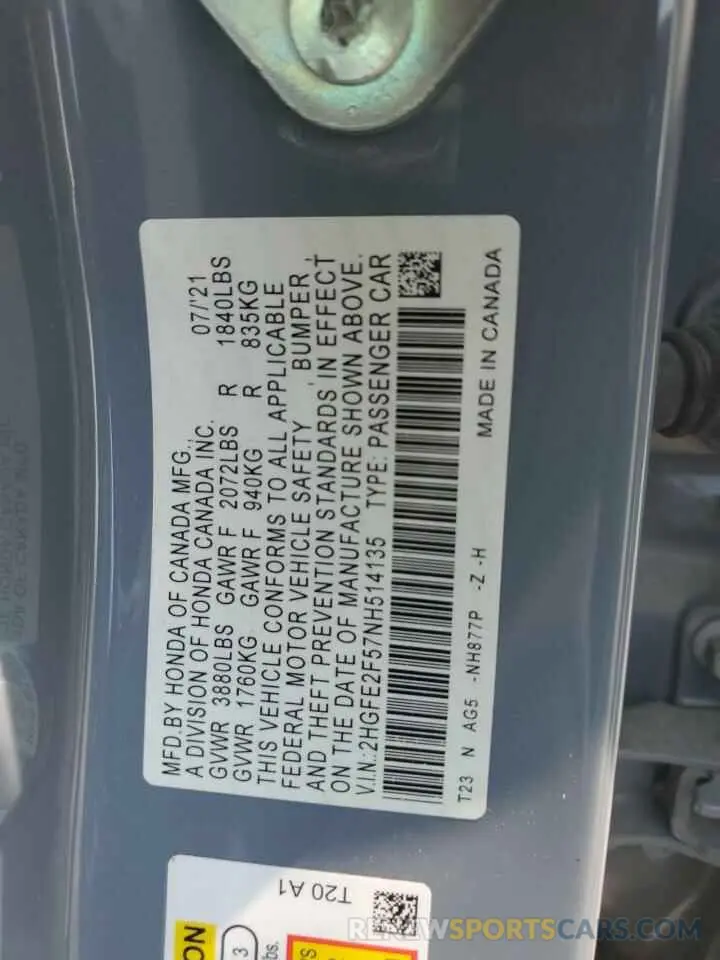 MFD.BY HONDA OF CANADA MFG., 07/'21
A DIVISION OF HONDA CANADA INC.
GVWR 3880LBS GAWR F 2072LBS R 1840LBS
GVWR 1760KG GAWR F 940KG R 835KG
THIS VEHICLE CONFORMS TO ALL APPLICABLE
FEDERAL MOTOR VEHICLE SAFETY, BUMPER,
AND THEFT PREVENTION STANDARDS IN EFFECT
ON THE DATE OF MANUFACTURE SHOWN ABOVE.
V.I.N.:2HGFE2F57NH514135 TYPE: PASSENGER CAR
T23 N AG5 -NH877P -Z -H MADE IN CANADA
T20 A1
ON
3
bs.
RENEWSPORTSCARS.COM